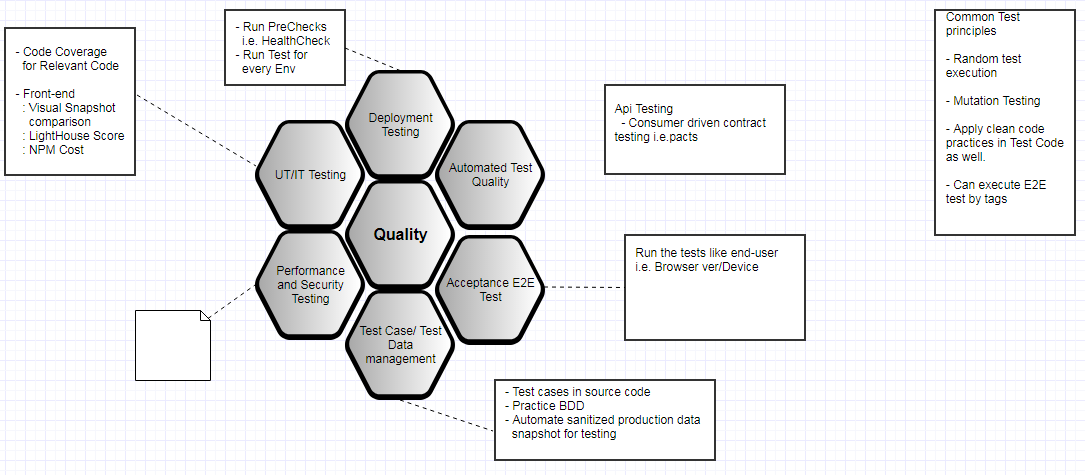 - Code Coverage
for Relevant Code
- Front-end
: Visual Snapshot
comparison
: LightHouse Score
: NPM Cost
- Run PreChecks
i.e. HealthCheck
- Run Test for
every Env
Deployment
Testing
UT/IT Testing
Automated Test
Quality
Quality
Performance
and Security
Testing
Acceptance E2E
Test
Test Case/ Test
Data
management
Api Testing
- Consumer driven contract
testing i.e.pacts
Run the tests like end-user
i.e. Browser ver/Device
- Test cases in source code
- Practice BDD
- Automate sanitized production data
snapshot for testing
Common Test
principles
- Random test
execution
- Mutation Testing
- Apply clean code
practices in Test Code
as well.
- Can execute E2E
test by tags